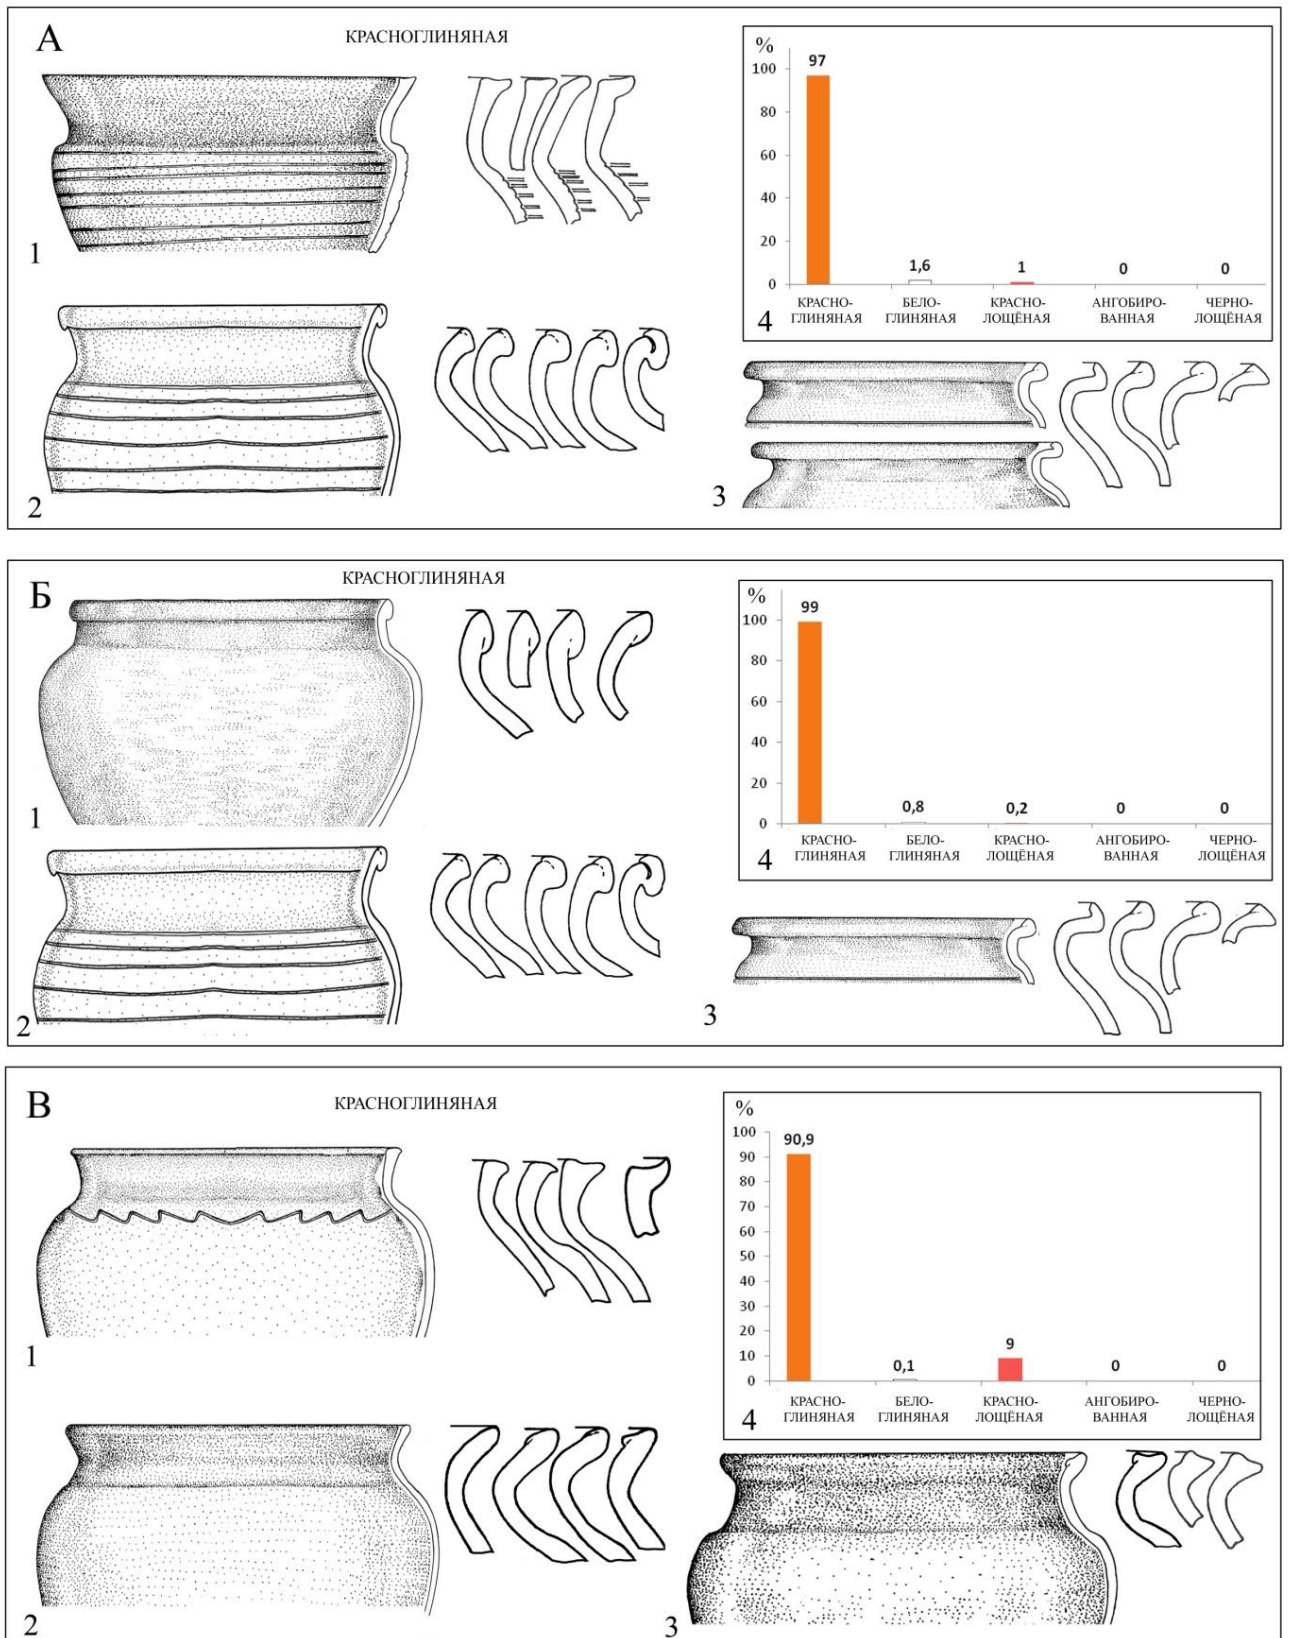 А
КРАСНОГЛИНЯНАЯ
1
2
3
%
100
80
60
40
20
0
97
1,6
1
0
0
КРАСНО-
ГЛИНЯНАЯ
БЕЛО-
ГЛИНЯНАЯ
КРАСНО-
ЛОЩЁНАЯ
АНГОБИРО-
ВАННАЯ
ЧЕРНО-
ЛОЩЁНАЯ
4
Б
КРАСНОГЛИНЯНАЯ
1
2
3
%
100
80
60
40
20
0
99
0,8
0,2
0
0
КРАСНО-
ГЛИНЯНАЯ
БЕЛО-
ГЛИНЯНАЯ
КРАСНО-
ЛОЩЁНАЯ
АНГОБИРО-
ВАННАЯ
ЧЕРНО-
ЛОЩЁНАЯ
4
В
КРАСНОГЛИНЯНАЯ
1
2
3
%
100
90
80
70
60
50
40
30
20
10
0
90,9
0,1
9
0
0
КРАСНО-
ГЛИНЯНАЯ
БЕЛО-
ГЛИНЯНАЯ
КРАСНО-
ЛОЩЁНАЯ
АНГОБИРО-
ВАННАЯ
ЧЕРНО-
ЛОЩЁНАЯ
4